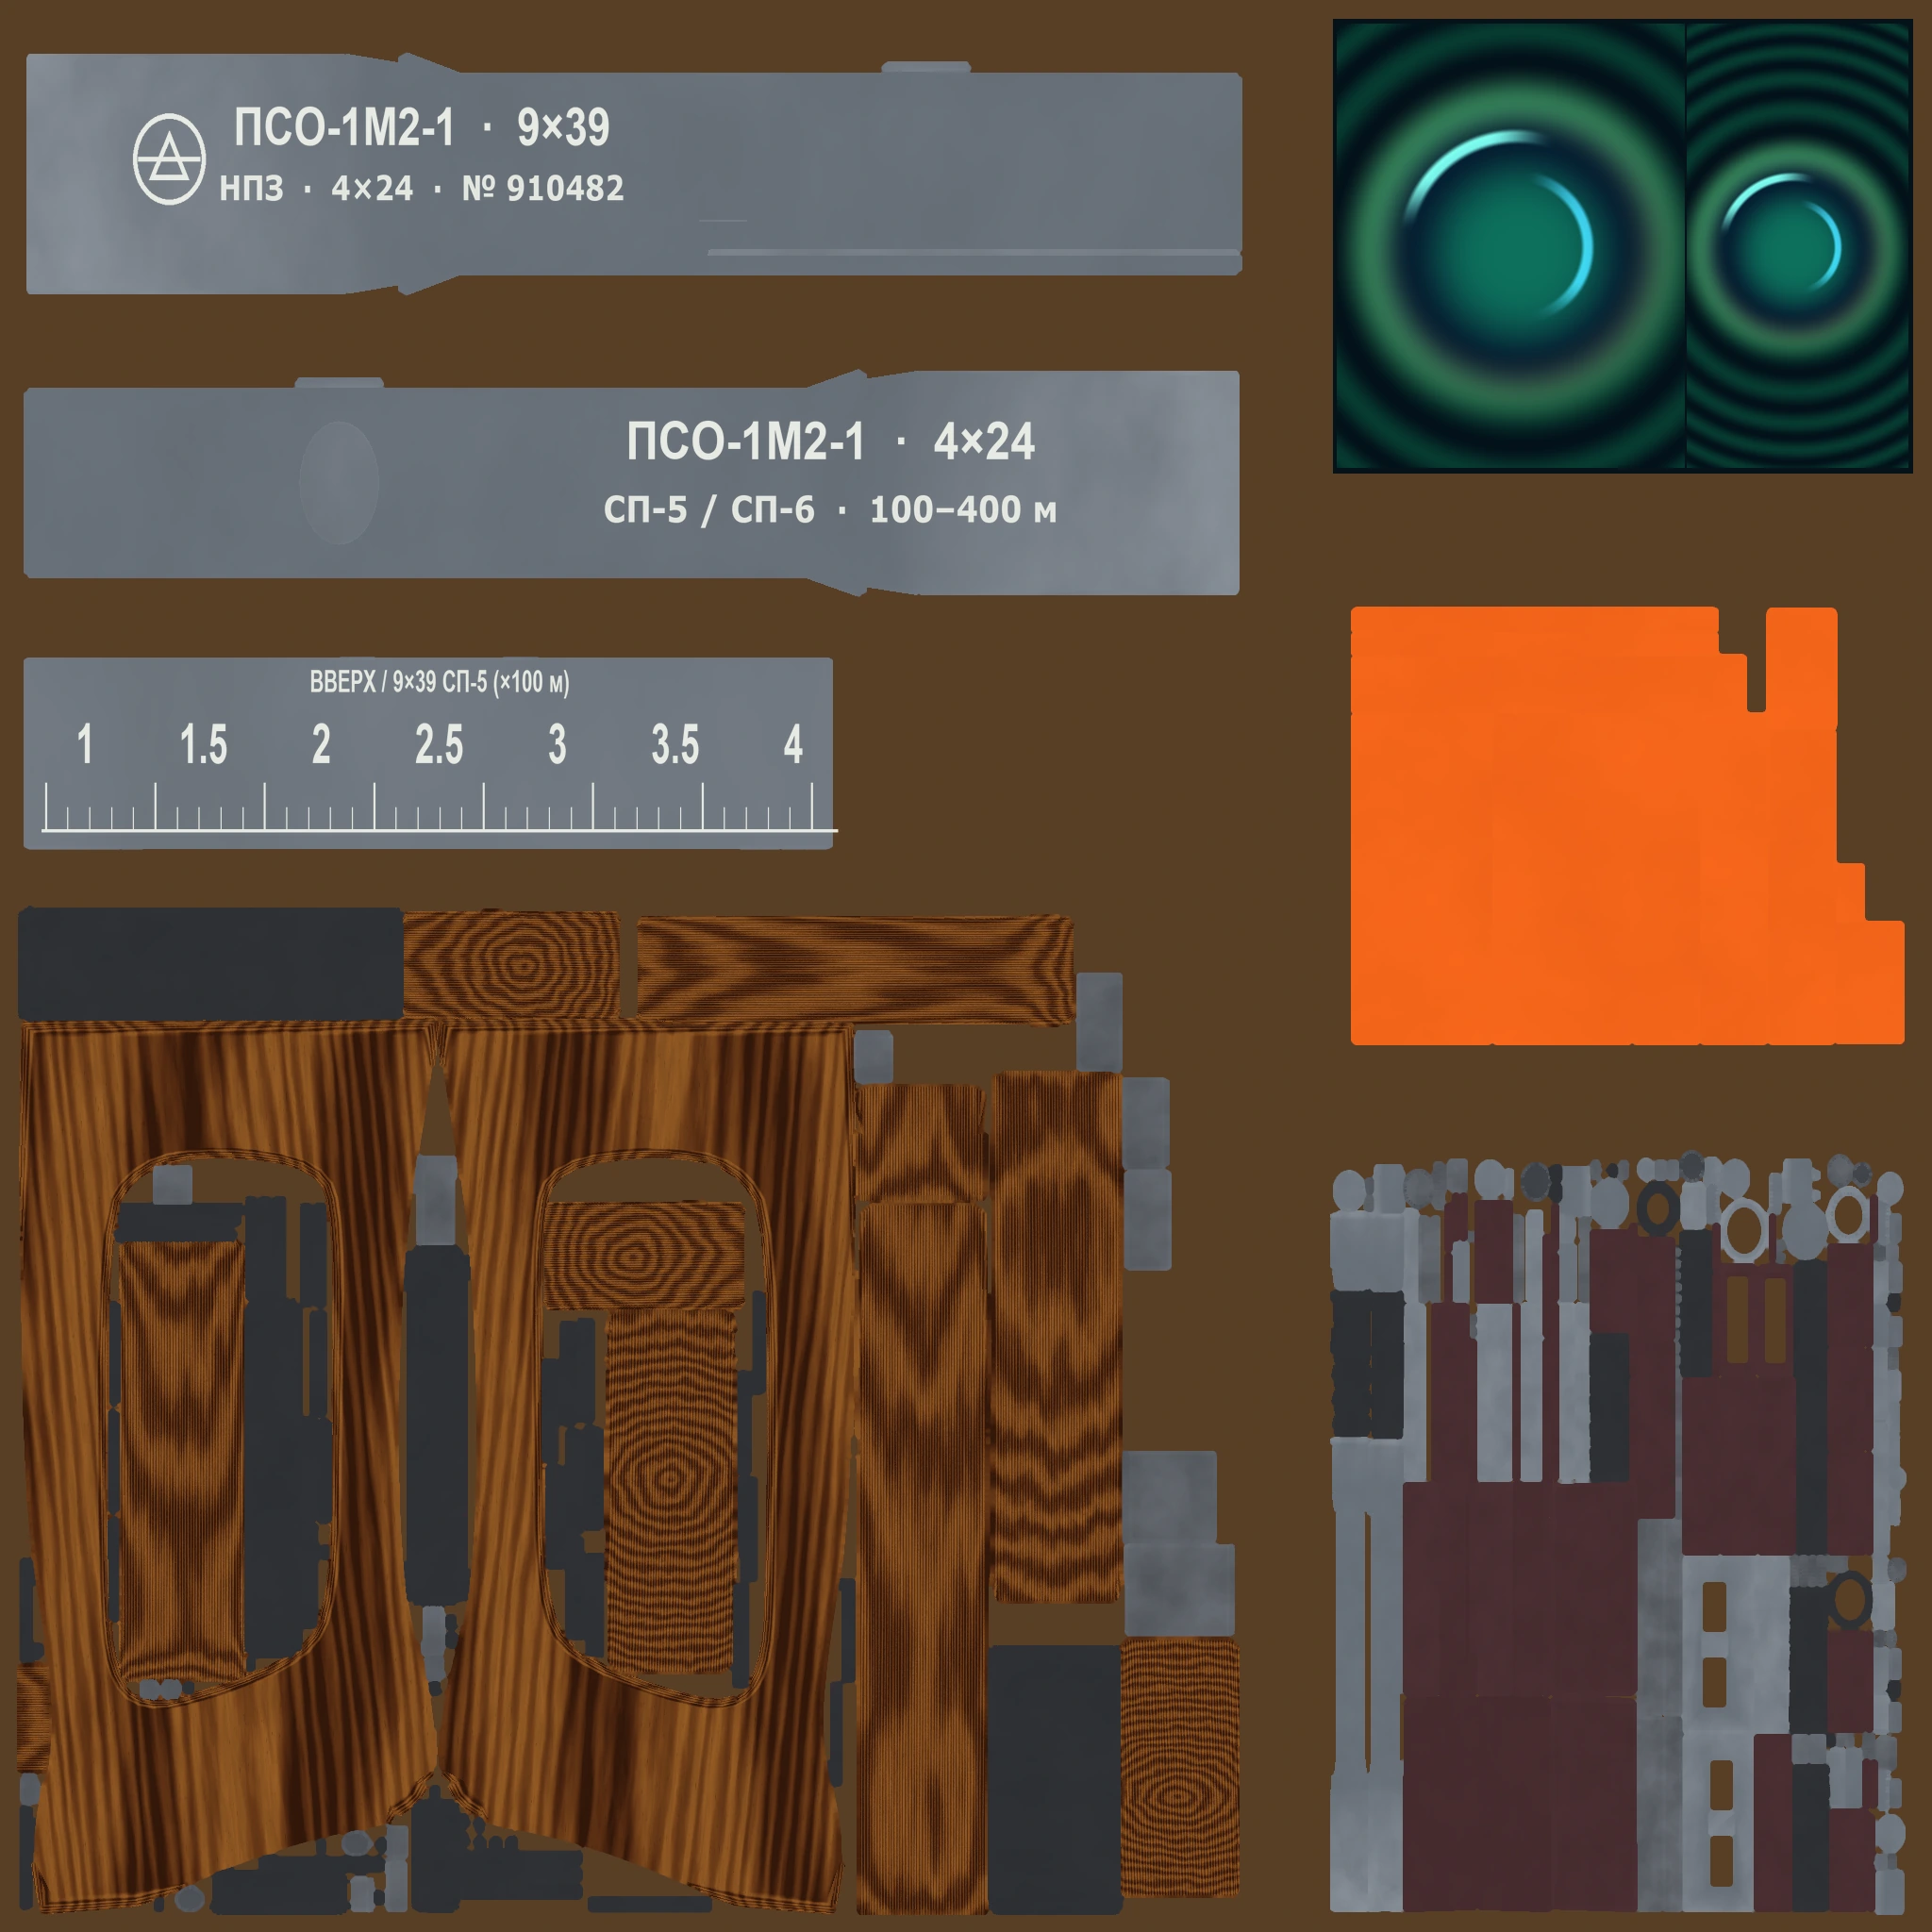 ПСО-1М2-1 · 9×39
НПЗ · 4×24 · № 910482
ПСО-1М2-1 · 4×24
СП-5 / СП-6 · 100–400 м
ВВЕРХ / 9×39 СП-5 (×100 м)
1 1.5 2 2.5 3 3.5 4